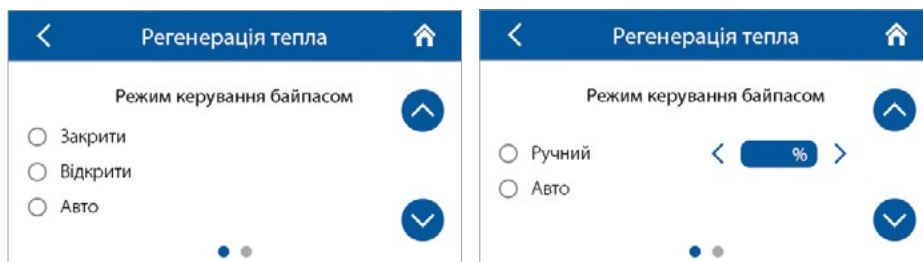 Регенерація тепла
Режим керування байпасом
Закрити
Відкрити
Авто
Регенерація тепла
Режим керування байпасом
Ручний %
Авто